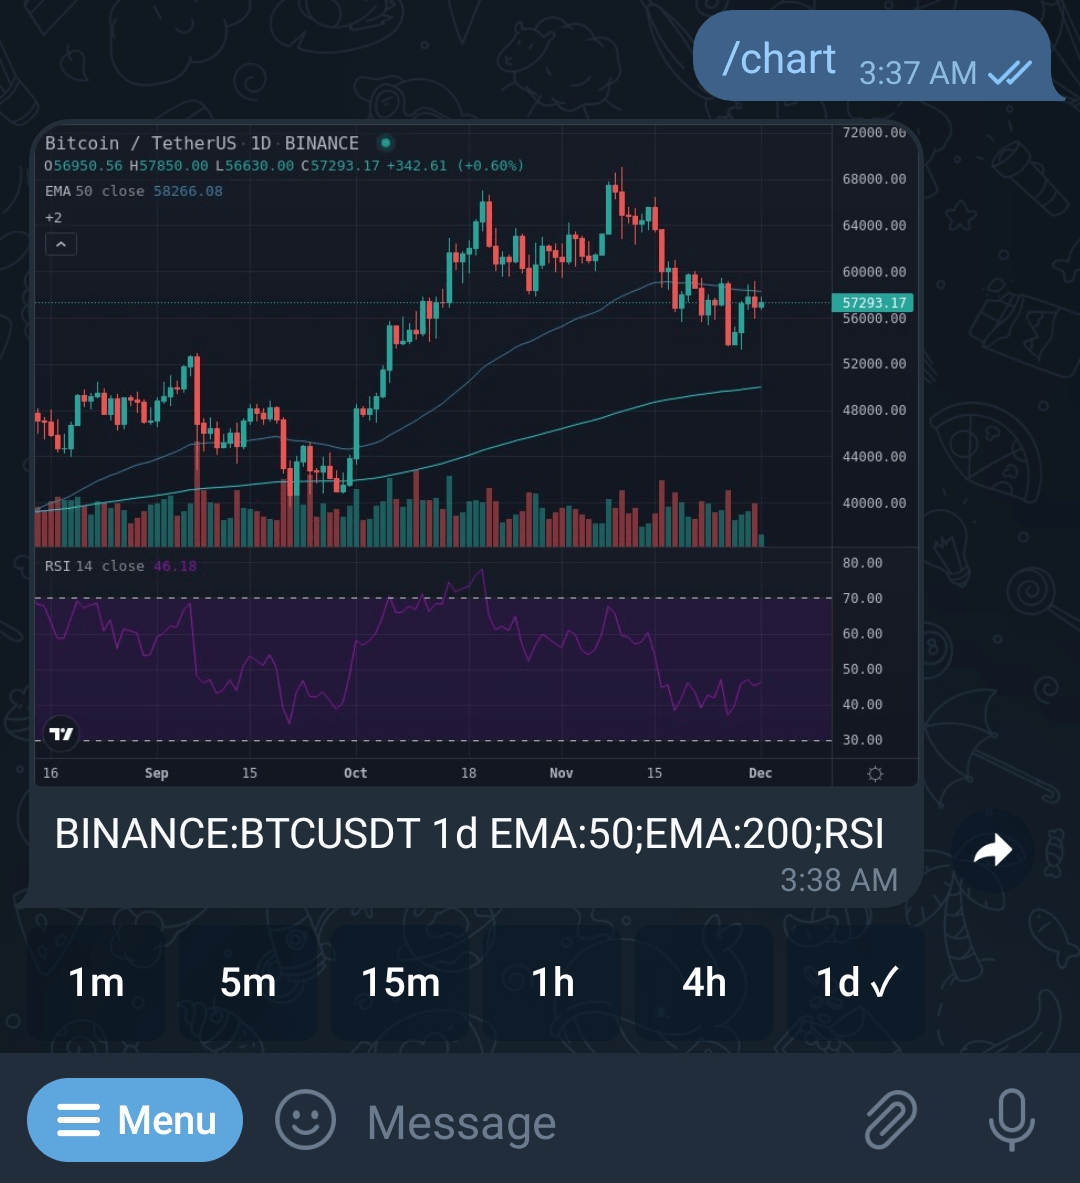 /chart 3:37 AM
Bitcoin / TetherUS · 1D · BINANCE
O56950.56 H57850.00 L56630.00 C57293.17 +342.61 (+0.60%)
EMA 50 close 58266.08
+2
72000.00
68000.00
64000.00
60000.00
57293.17
56000.00
52000.00
48000.00
44000.00
40000.00
RSI 14 close 46.18
80.00
70.00
60.00
50.00
40.00
30.00
16 Sep 15 Oct 18 Nov 15 Dec
BINANCE:BTCUSDT 1d EMA:50;EMA:200;RSI
3:38 AM
1m 5m 15m 1h 4h 1d ✓
Menu Message